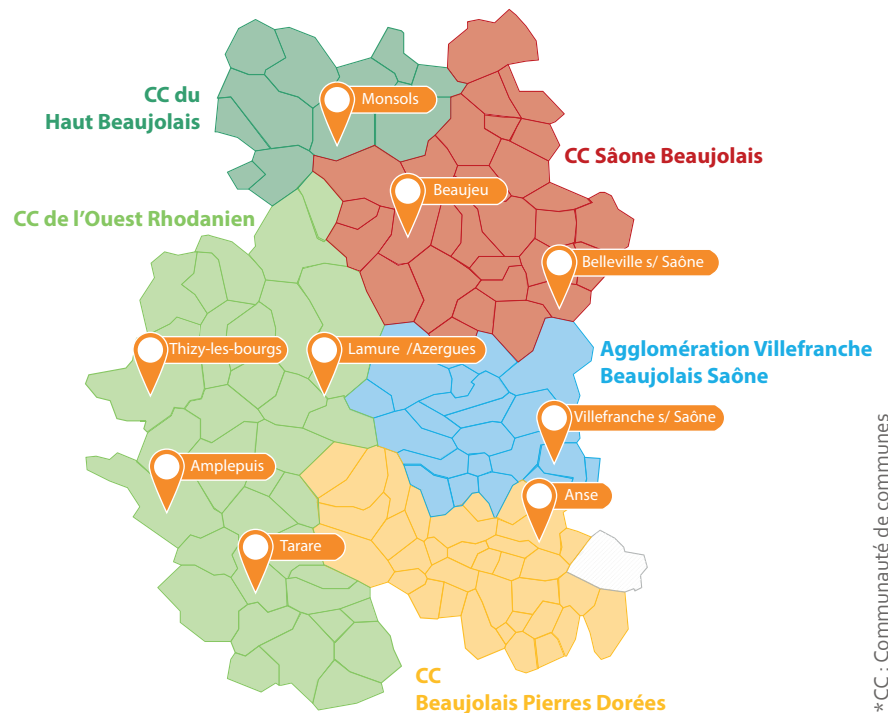 CC du
Haut Beaujolais
Monsols
CC Sâone Beaujolais
Beaujeu
CC de l'Ouest Rhodanien
Belleville s/ Saône
Thizy-les-bourgs
Lamure /Azergues
Agglomération Villefranche
Beaujolais Saône
Villefranche s/ Saône
Amplepuis
Anse
Tarare
CC
Beaujolais Pierres Dorées
*CC : Communauté de communes